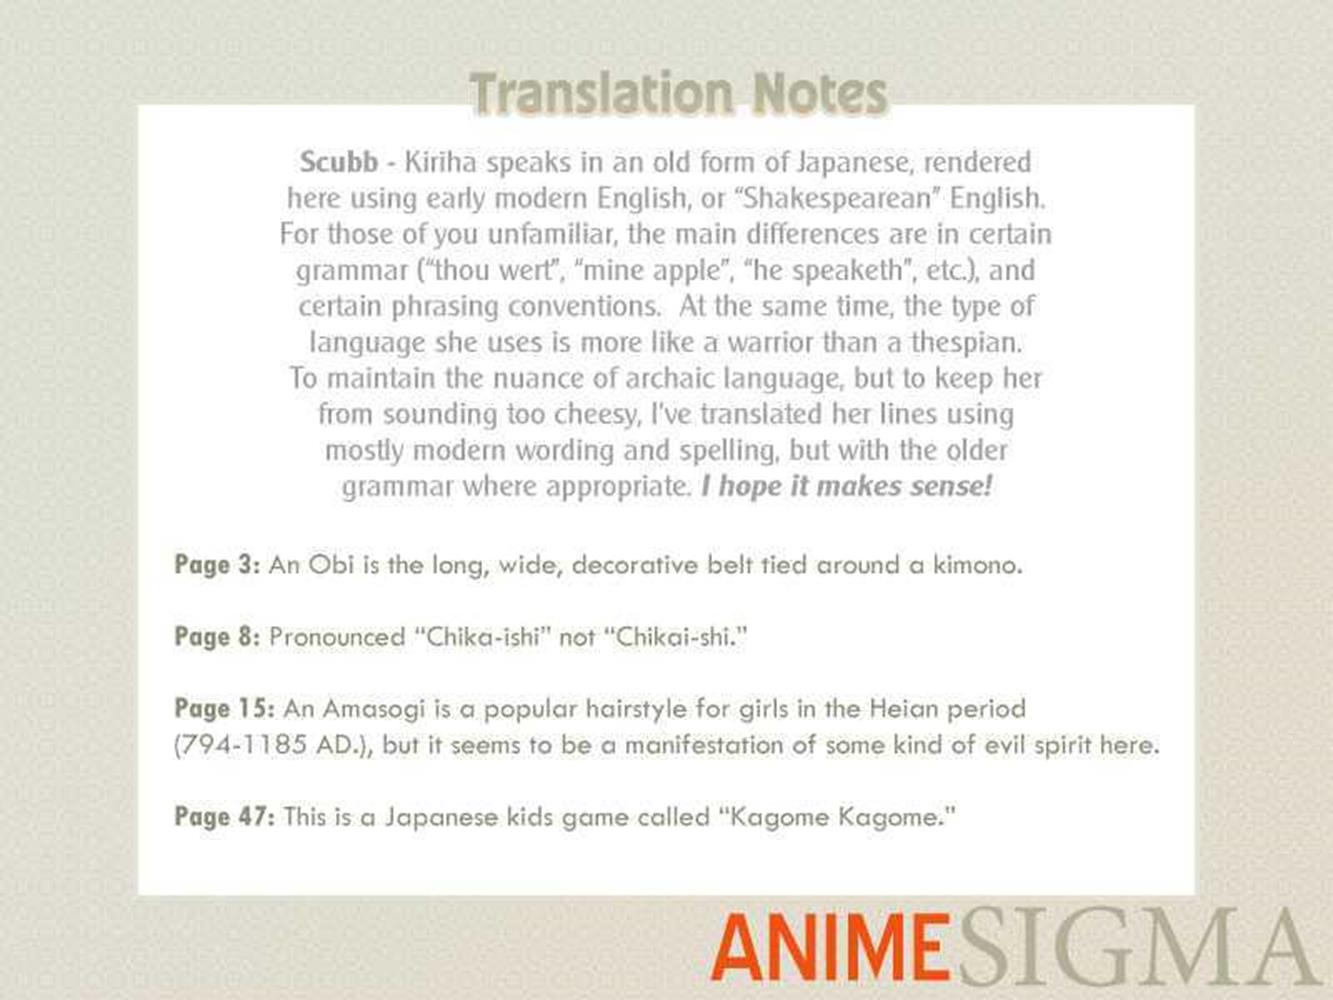 Translation Notes
Scubb - Kiriha speaks in an old form of Japanese, rendered
here using early modern English, or “Shakespearean” English.
For those of you unfamiliar, the main differences are in certain
grammar (“thou wert”, “mine apple”, “he speaketh”, etc.), and
certain phrasing conventions.  At the same time, the type of
language she uses is more like a warrior than a thespian.
To maintain the nuance of archaic language, but to keep her
from sounding too cheesy, I've translated her lines using
mostly modern wording and spelling, but with the older
grammar where appropriate. I hope it makes sense!
Page 3: An Obi is the long, wide, decorative belt tied around a kimono.
Page 8: Pronounced “Chika-ishi” not “Chikai-shi.”
Page 15: An Amasogi is a popular hairstyle for girls in the Heian period
(794-1185 AD.), but it seems to be a manifestation of some kind of evil spirit here.
Page 47: This is a Japanese kids game called “Kagome Kagome.”
ANIMESIGMA